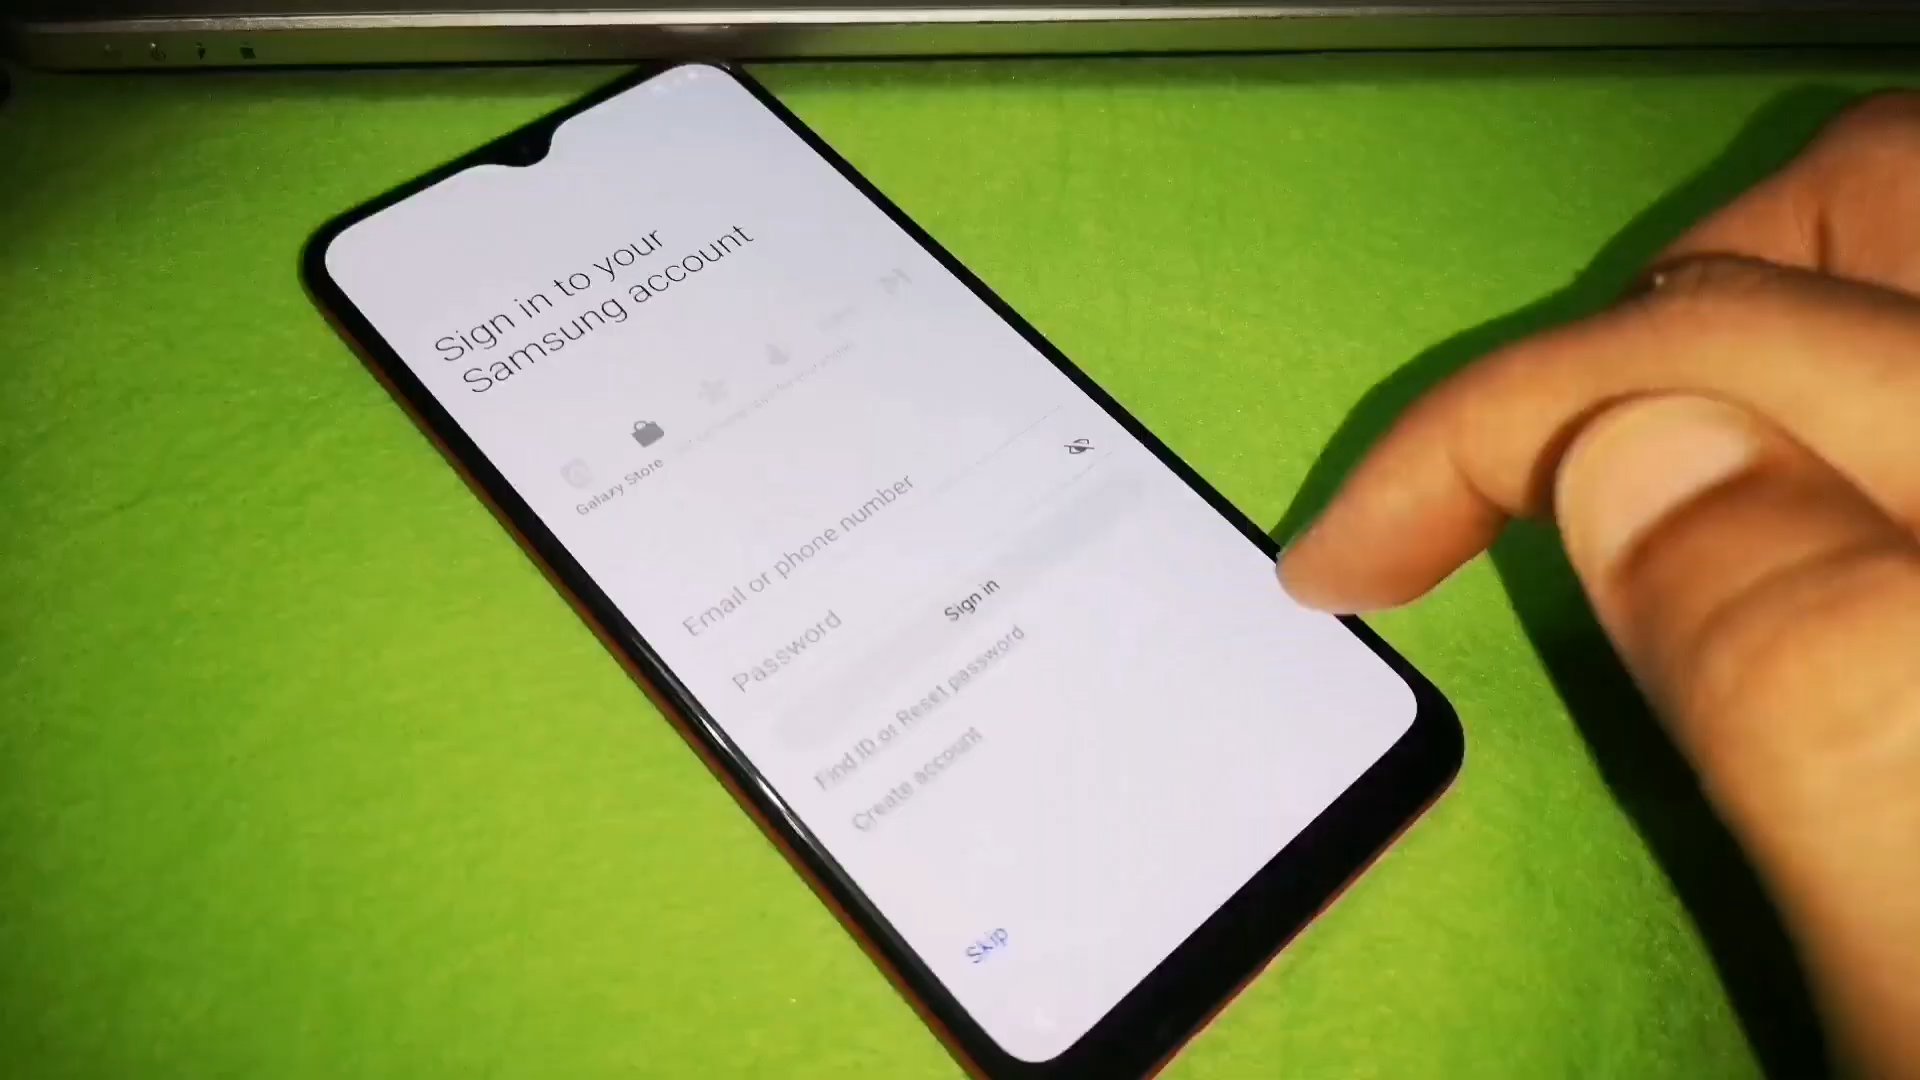 Sign in to your
Samsung account
Galaxy Store
Email or phone number
Password
Sign in
Find ID or Reset password
Create account
Skip